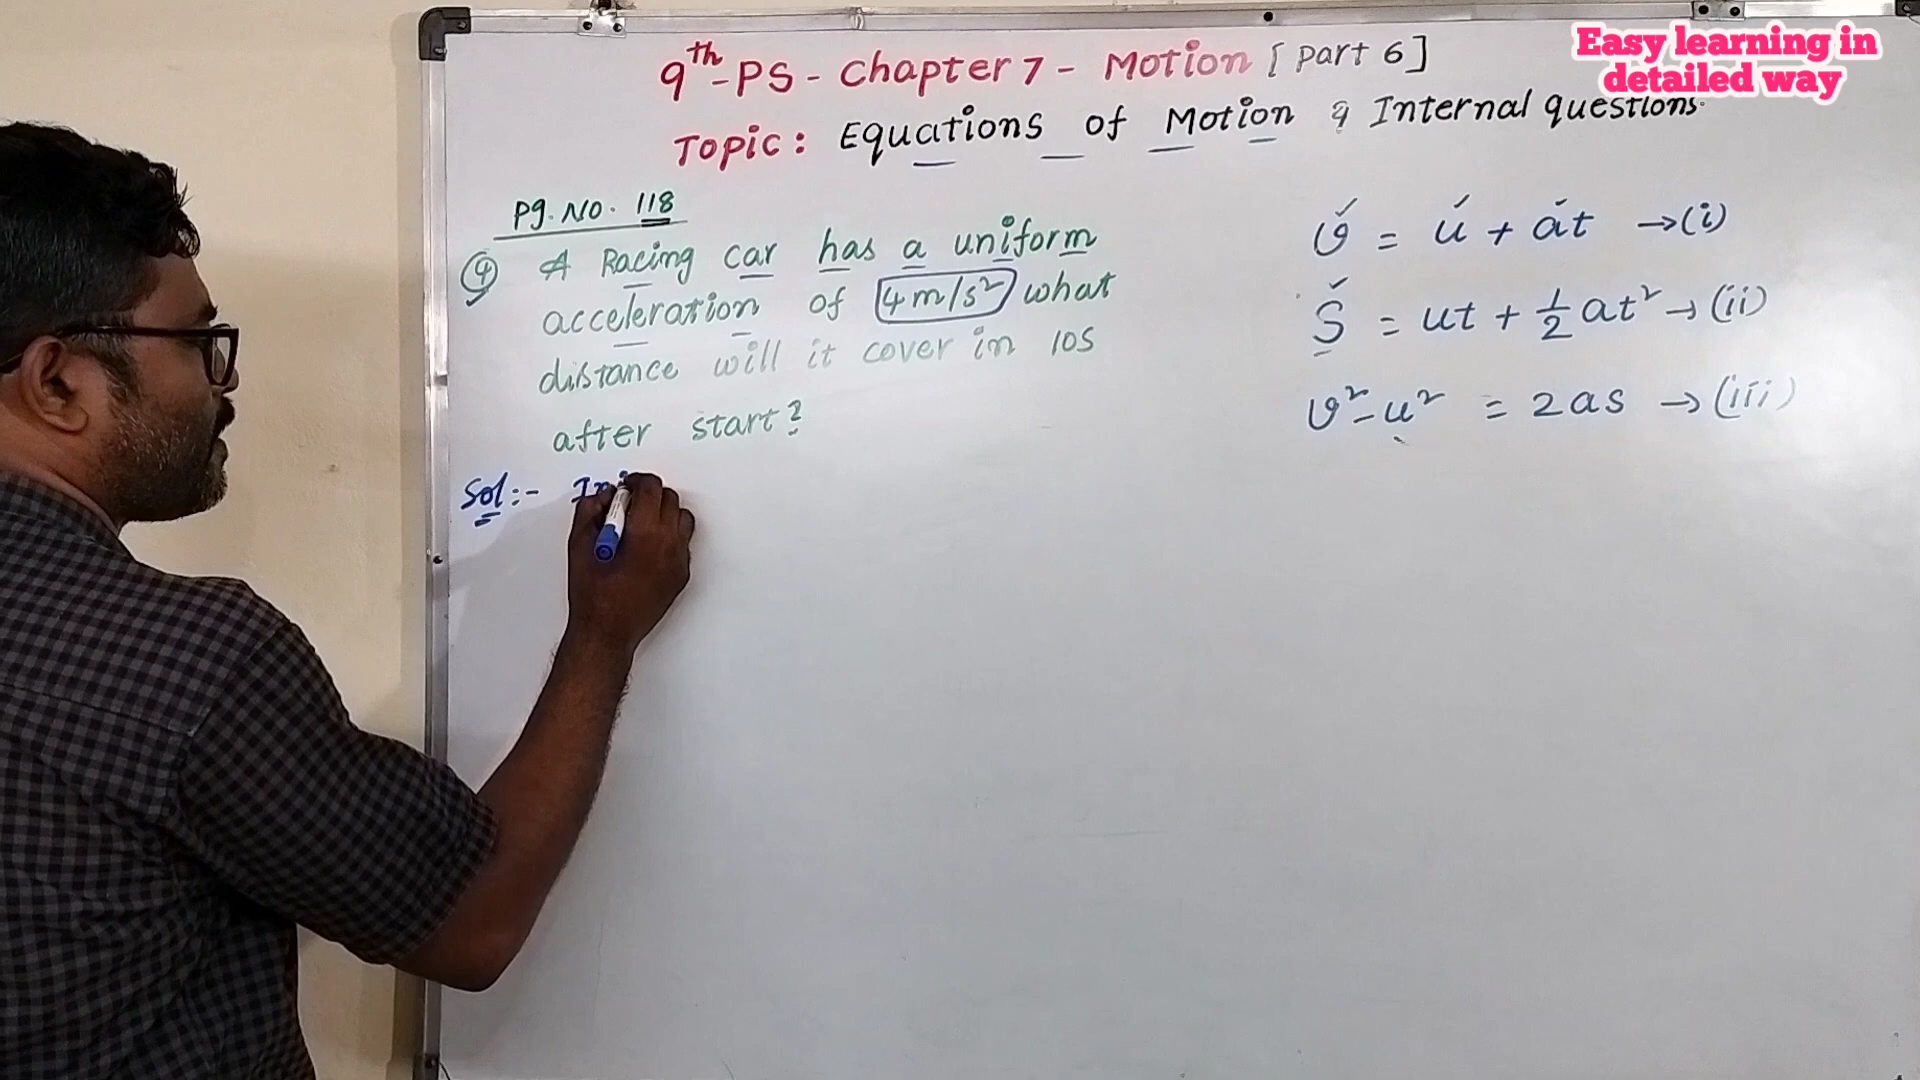 9th-PS - Chapter 7 - Motion [Part 6]
Easy learning in
detailed way
Topic: Equations of Motion & Internal questions.
Pg. No. 118
④ A Racing car has a uniform
acceleration of 4m/s² what
distance will it cover in 10s
after start?
Sol:- Ini
v = u + at → (i)
S = ut + 1/2 at² → (ii)
v² - u² = 2as → (iii)